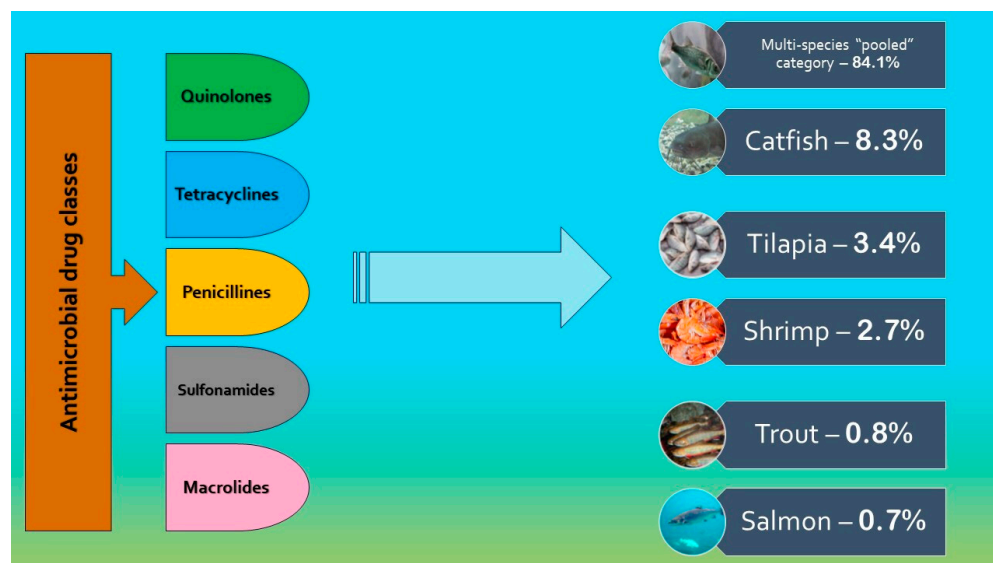 Antimicrobial drug classes
Quinolones
Tetracyclines
Penicillines
Sulfonamides
Macrolides
Multi-species “pooled”
category – 84.1%
Catfish – 8.3%
Tilapia – 3.4%
Shrimp – 2.7%
Trout – 0.8%
Salmon – 0.7%